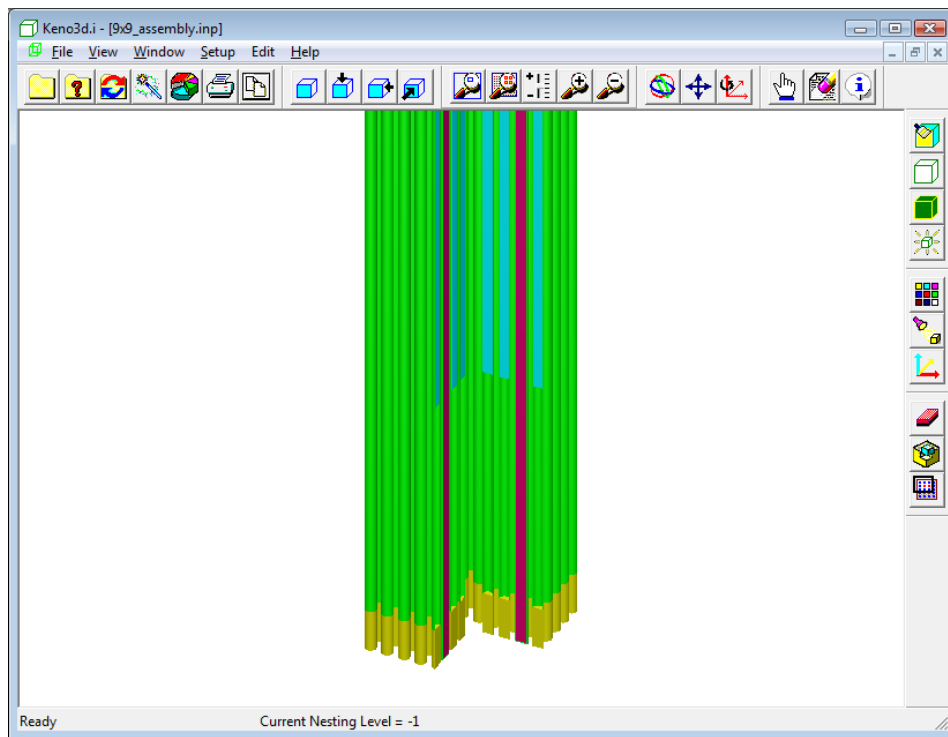 Keno3d.i - [9x9_assembly.inp]
File View Window Setup Edit Help
Ready Current Nesting Level = -1